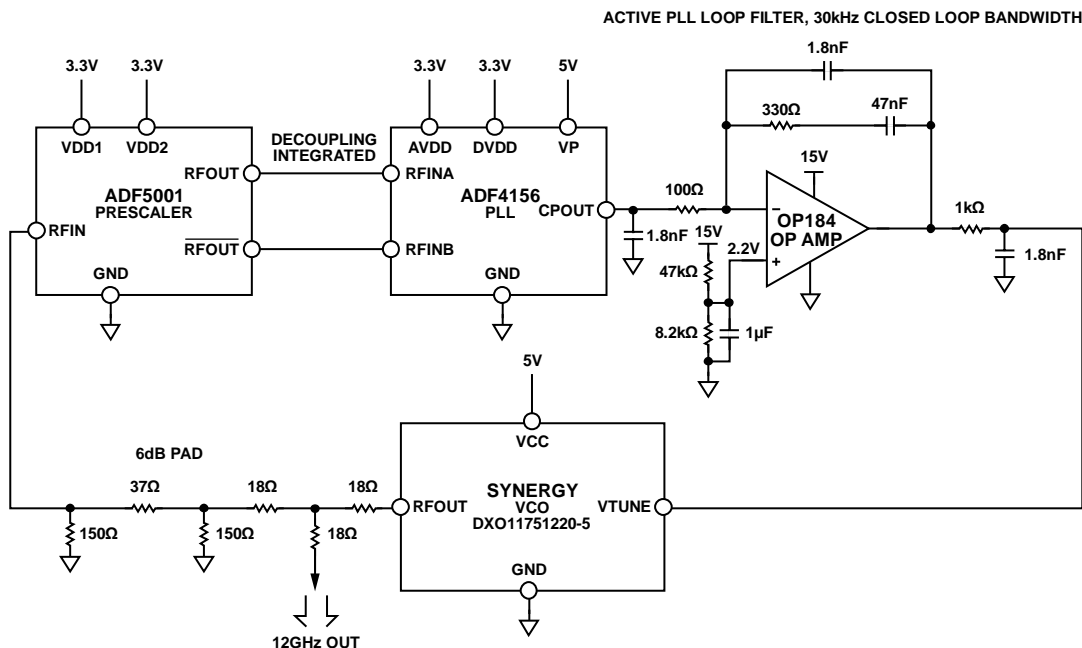 ACTIVE PLL LOOP FILTER, 30kHz CLOSED LOOP BANDWIDTH
1.8nF
3.3V
3.3V
3.3V
3.3V
5V
47nF
330Ω
VDD1
VDD2
DECOUPLING
INTEGRATED
AVDD
DVDD
VP
15V
RFOUT
RFINA
ADF5001
PRESCALER
ADF4156
PLL
CPOUT
100Ω
−
OP184
OP AMP
1kΩ
RFIN
1.8nF
15V
2.2V
+
1.8nF
RFOUT
RFINB
47kΩ
GND
GND
8.2kΩ
1µF
5V
VCC
6dB PAD
37Ω
18Ω
18Ω
RFOUT
SYNERGY
VCO
DXO11751220-5
VTUNE
150Ω
150Ω
18Ω
GND
12GHz OUT